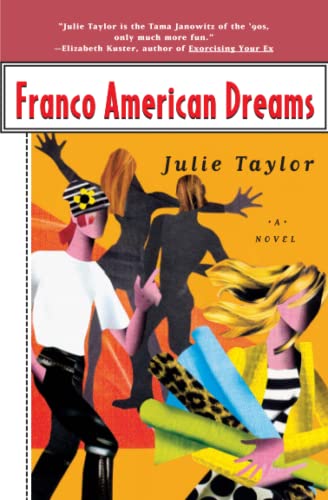 "Julie Taylor is the Tama Janowitz of the '90s,
only much more fun."
—Elizabeth Kuster, author of Exorcising Your Ex
Franco American Dreams
Julie Taylor
· A ·
NOVEL